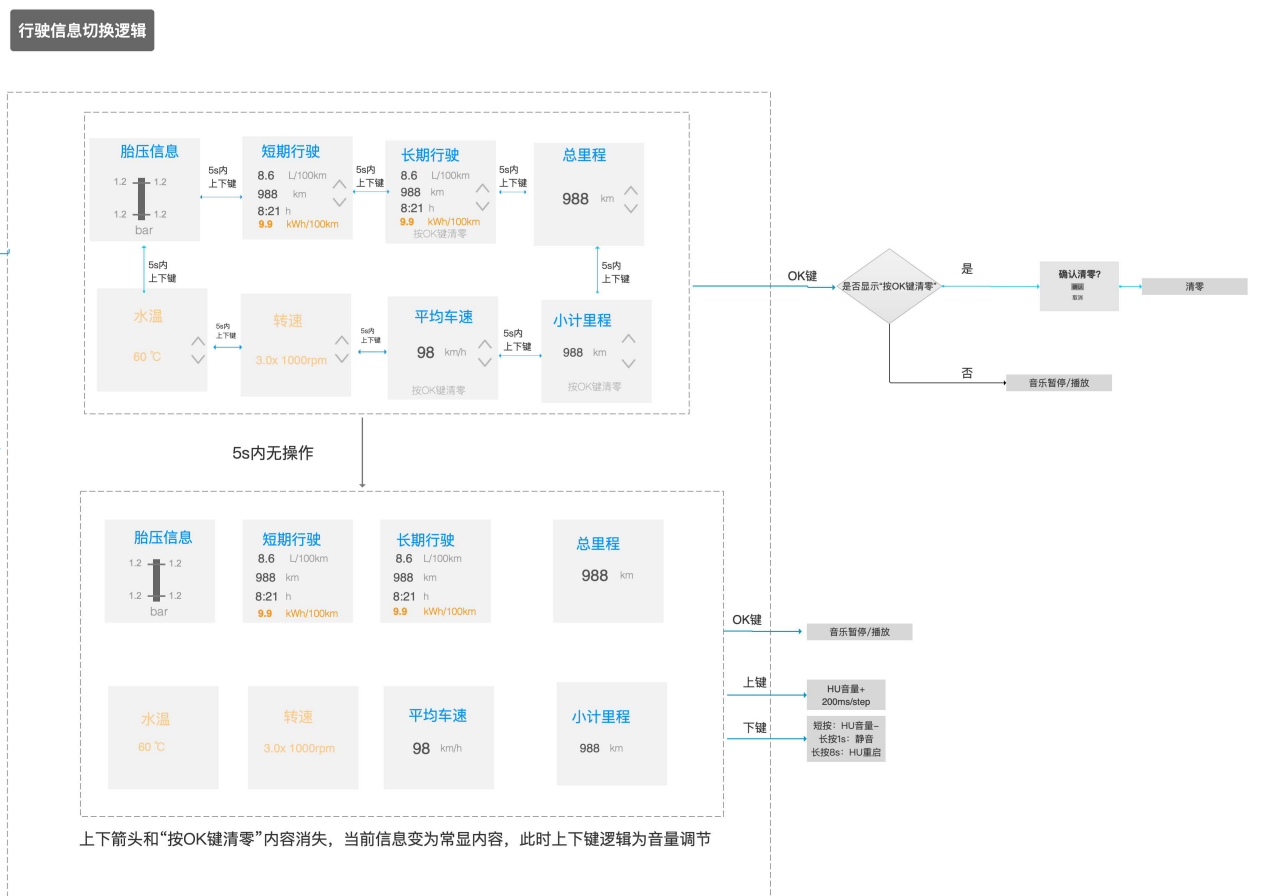 行驶信息切换逻辑
胎压信息
1.2 1.2
1.2 1.2
bar
5s内
上下键
短期行驶
8.6 L/100km
988 km
8:21 h
9.9 kWh/100km
5s内
上下键
长期行驶
8.6 L/100km
988 km
8:21 h
9.9 kWh/100km
按OK键清零
5s内
上下键
总里程
988 km
5s内
上下键
5s内
上下键
水温
60 ℃
5s内
上下键
转速
3.0x 1000rpm
5s内
上下键
平均车速
98 km/h
按OK键清零
5s内
上下键
小计里程
988 km
按OK键清零
OK键
是否显示“按OK键清零”
是
确认清零?
确认
取消
清零
否
音乐暂停/播放
5s内无操作
胎压信息
1.2 1.2
1.2 1.2
bar
短期行驶
8.6 L/100km
988 km
8:21 h
9.9 kWh/100km
长期行驶
8.6 L/100km
988 km
8:21 h
9.9 kWh/100km
总里程
988 km
水温
60 ℃
转速
3.0x 1000rpm
平均车速
98 km/h
小计里程
988 km
OK键
音乐暂停/播放
上键
HU音量+
200ms/step
下键
短按：HU音量-
长按1s：静音
长按8s：HU重启
上下箭头和“按OK键清零”内容消失，当前信息变为常显内容，此时上下键逻辑为音量调节